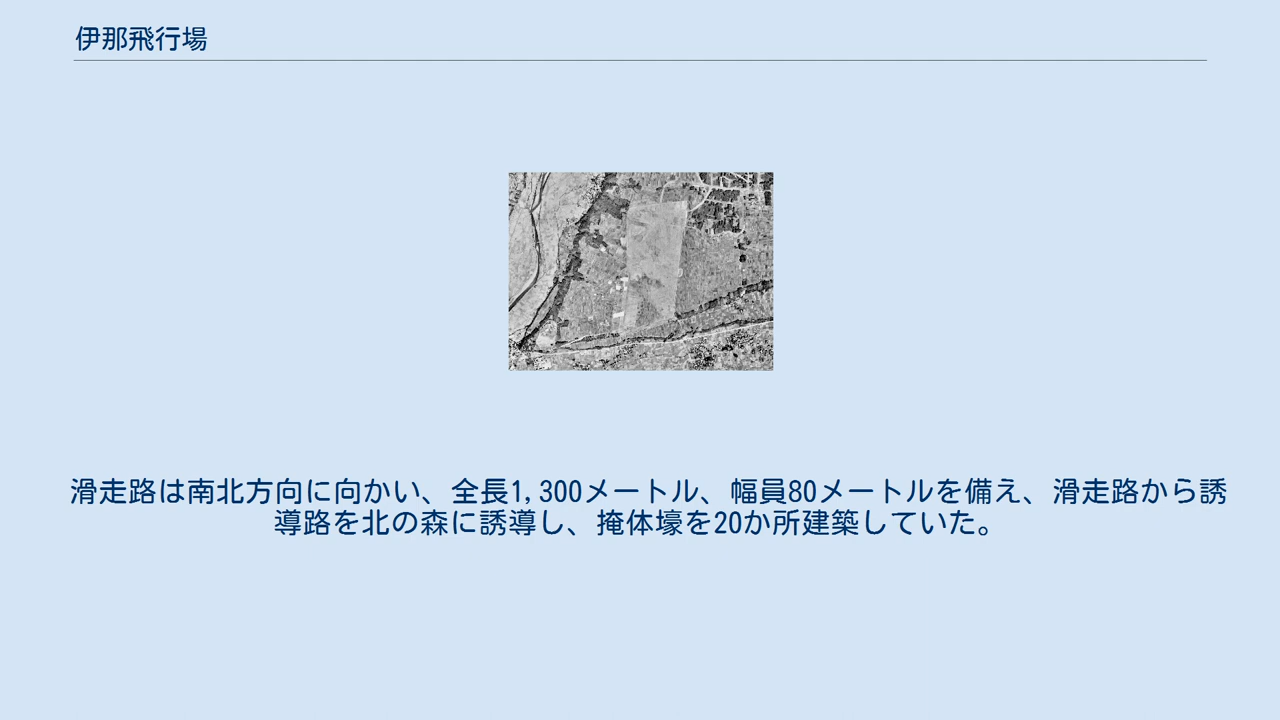 伊那飛行場
滑走路は南北方向に向かい、全長1,300メートル、幅員80メートルを備え、滑走路から誘
導路を北の森に誘導し、掩体壕を20か所建築していた。